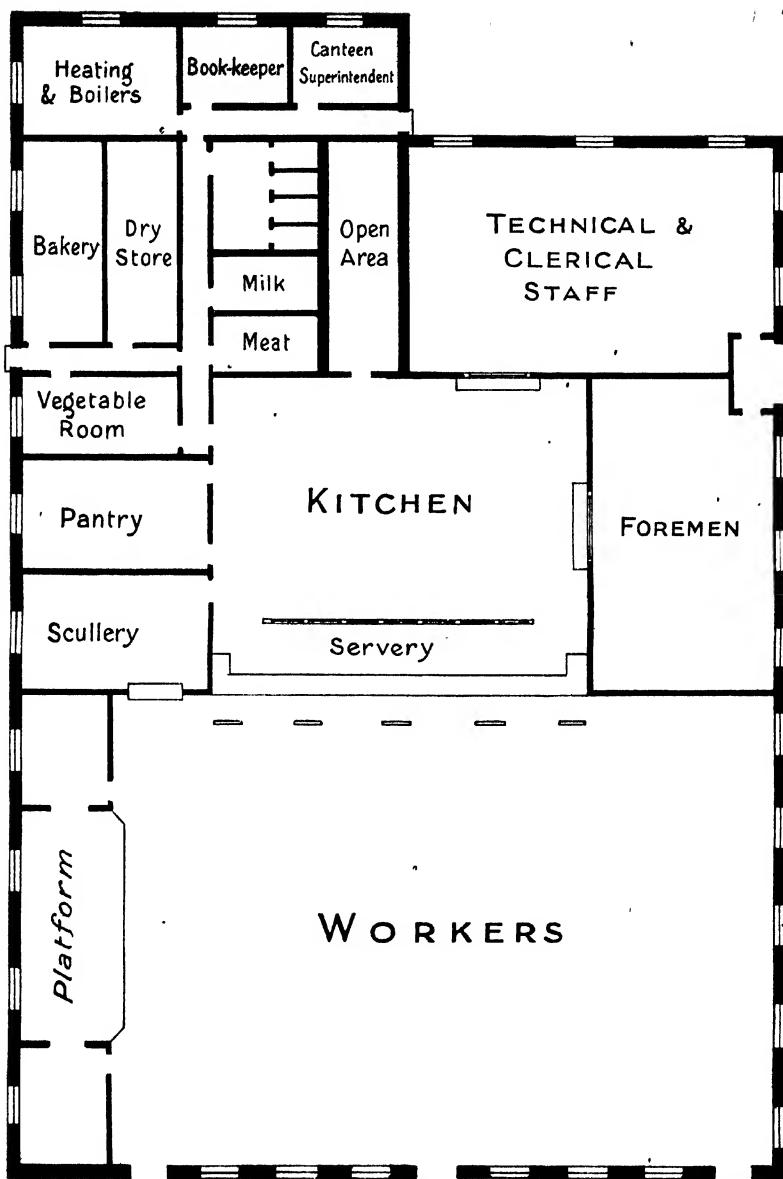 Heating
& Boilers
Book-keeper
Canteen
Superintendent
Bakery
Dry
Store
Open
Area
TECHNICAL &
CLERICAL
STAFF
Milk
Meat
Vegetable
Room
Pantry
KITCHEN
FOREMEN
Scullery
Servery
Platform
WORKERS